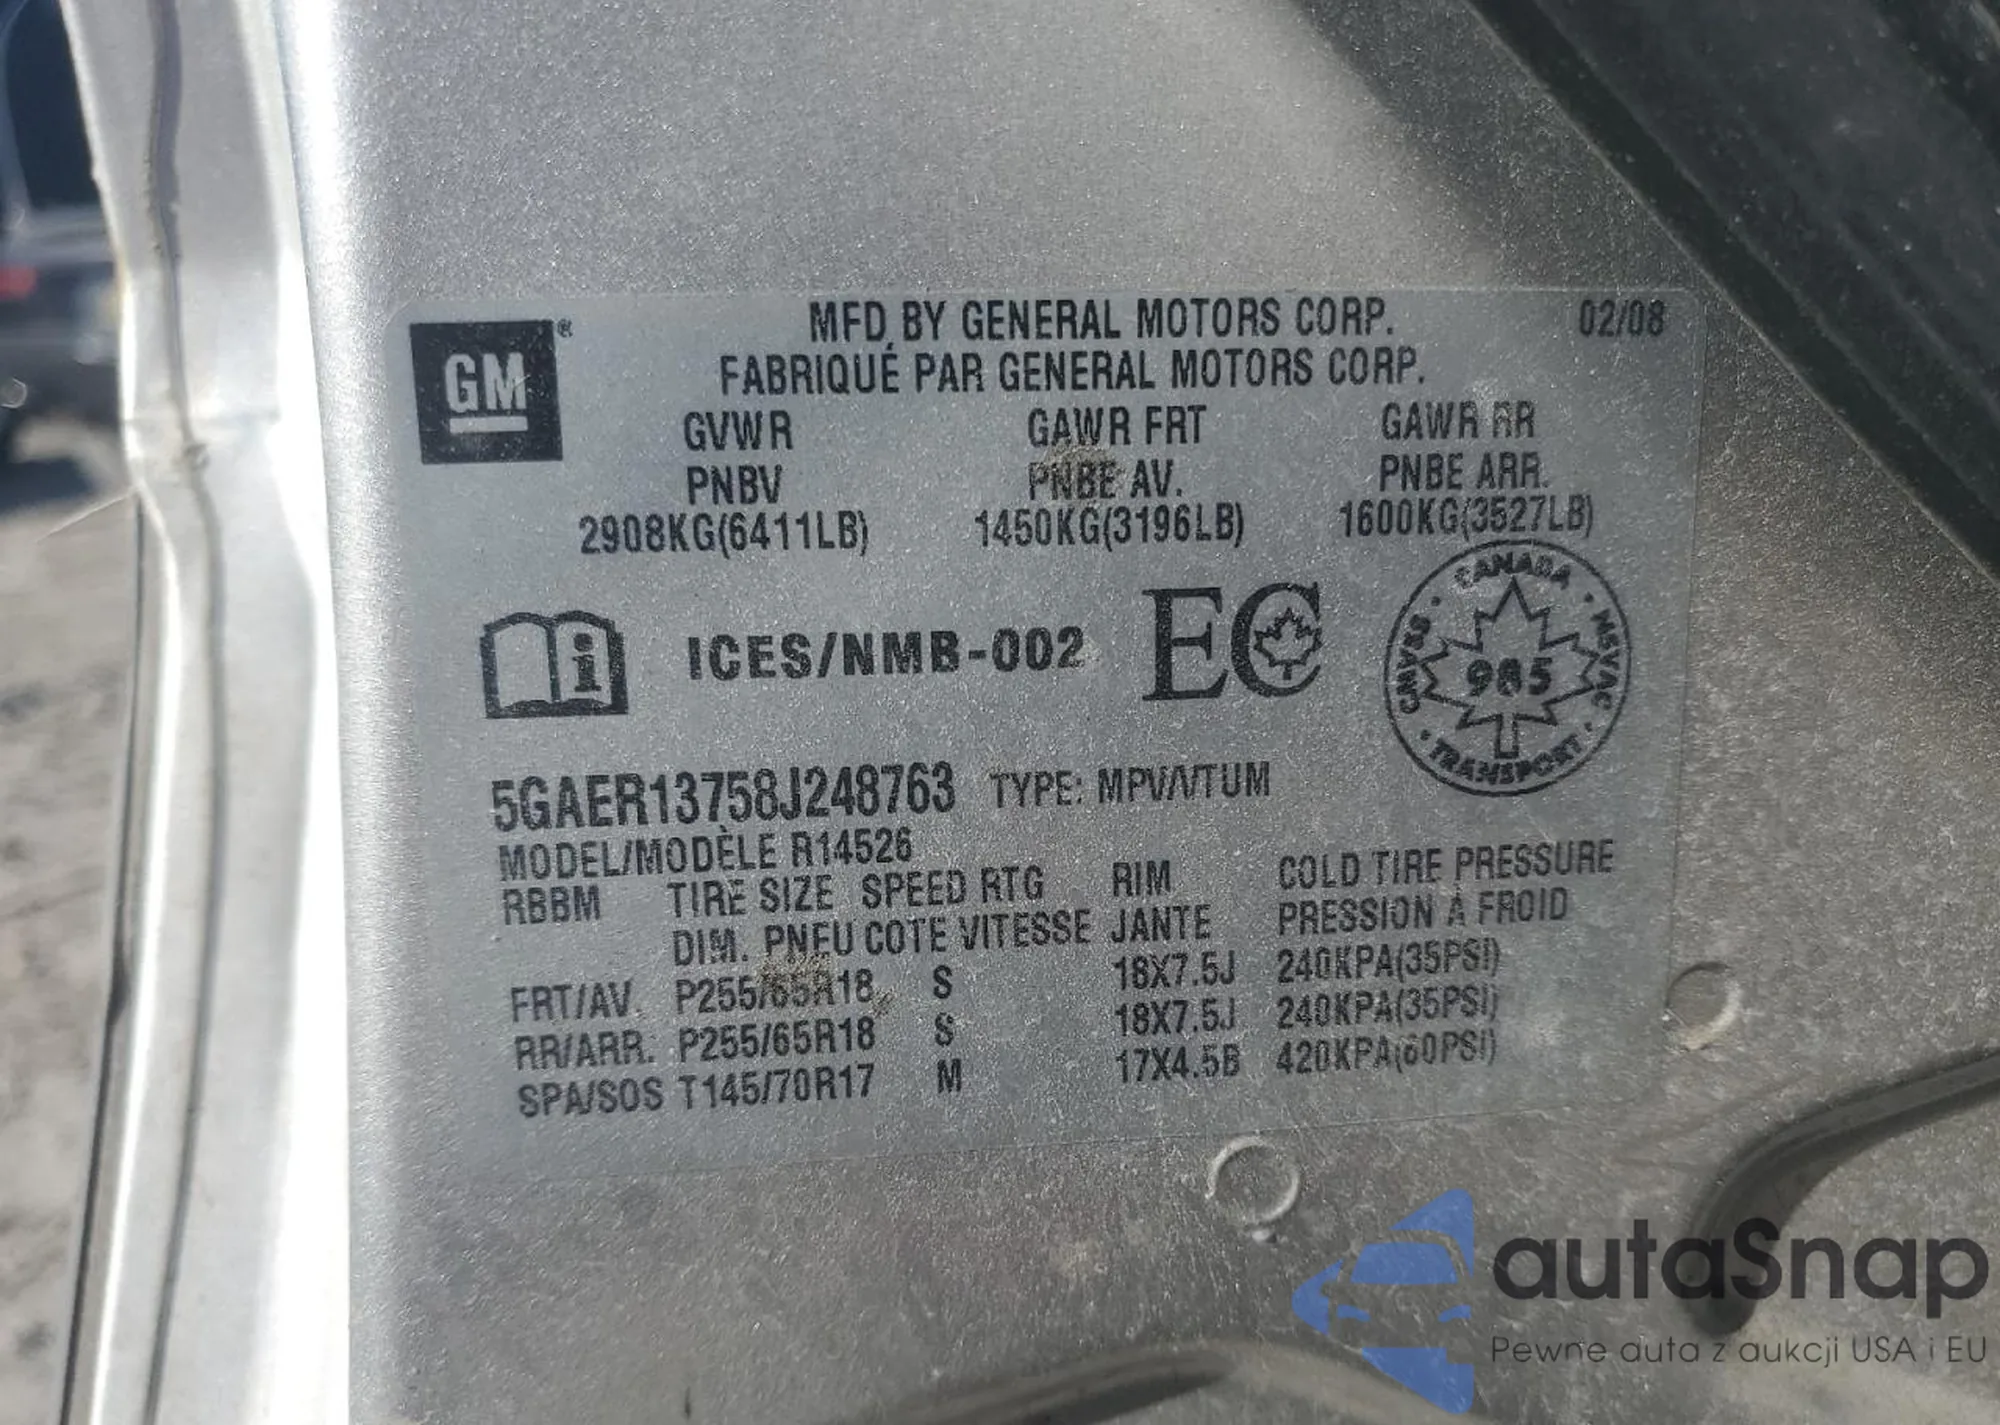 GM®
MFD BY GENERAL MOTORS CORP. 02/08
FABRIQUÉ PAR GENERAL MOTORS CORP.
GVWR GAWR FRT GAWR RR
PNBV PNBE AV. PNBE ARR.
2908KG(6411LB) 1450KG(3196LB) 1600KG(3527LB)
ICES/NMB-002 EC
CANADA · MSVAC · TRANSPORT · CMVSS ·
985
5GAER13758J248763 TYPE: MPV/VTUM
MODEL/MODÈLE R14526
RBBM TIRE SIZE SPEED RTG RIM COLD TIRE PRESSURE
DIM. PNEU COTE VITESSE JANTE PRESSION À FROID
FRT/AV. P255/65R18 S 18X7.5J 240KPA(35PSI)
RR/ARR. P255/65R18 S 18X7.5J 240KPA(35PSI)
SPA/SOS T145/70R17 M 17X4.5B 420KPA(60PSI)
autaSnap
Pewne auta z aukcji USA i EU